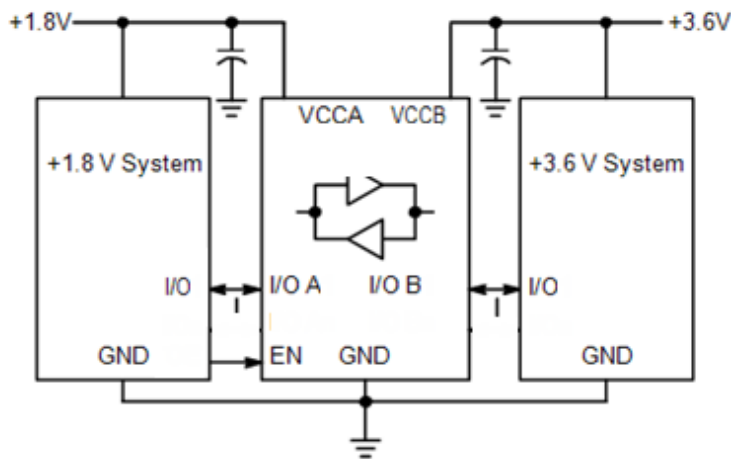 +1.8V +3.6V
VCCA VCCB
+1.8 V System +3.6 V System
I/O I/O A I/O B I/O
GND EN GND GND